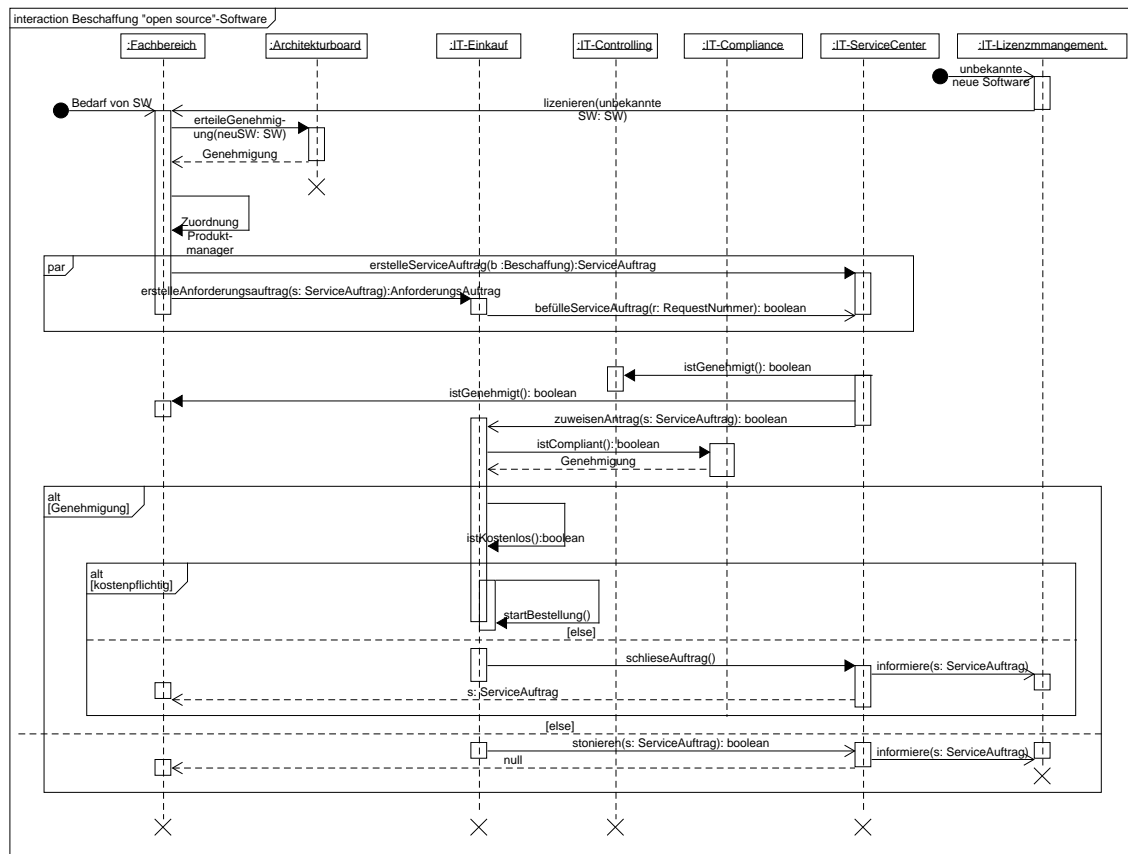 interaction Beschaffung "open source"-Software
:Fachbereich
:Architekturboard
:IT-Einkauf
:IT-Controlling
:IT-Compliance
:IT-ServiceCenter
:IT-Lizenzmmangement.
unbekannte
neue Software
Bedarf von SW
lizenieren(unbekannte
SW: SW)
erteileGenehmig-
ung(neuSW: SW)
Genehmigung
Zuordnung
Produkt-
manager
par
erstelleServiceAuftrag(b :Beschaffung):ServiceAuftrag
erstelleAnforderungsauftrag(s: ServiceAuftrag):AnforderungsAuftrag
befülleServiceAuftrag(r: RequestNummer): boolean
istGenehmigt(): boolean
istGenehmigt(): boolean
zuweisenAntrag(s: ServiceAuftrag): boolean
istCompliant(): boolean
Genehmigung
alt
[Genehmigung]
istKostenlos():boolean
alt
[kostenpflichtig]
startBestellung()
[else]
schlieseAuftrag()
informiere(s: ServiceAuftrag)
s: ServiceAuftrag
[else]
stonieren(s: ServiceAuftrag): boolean
informiere(s: ServiceAuftrag)
null